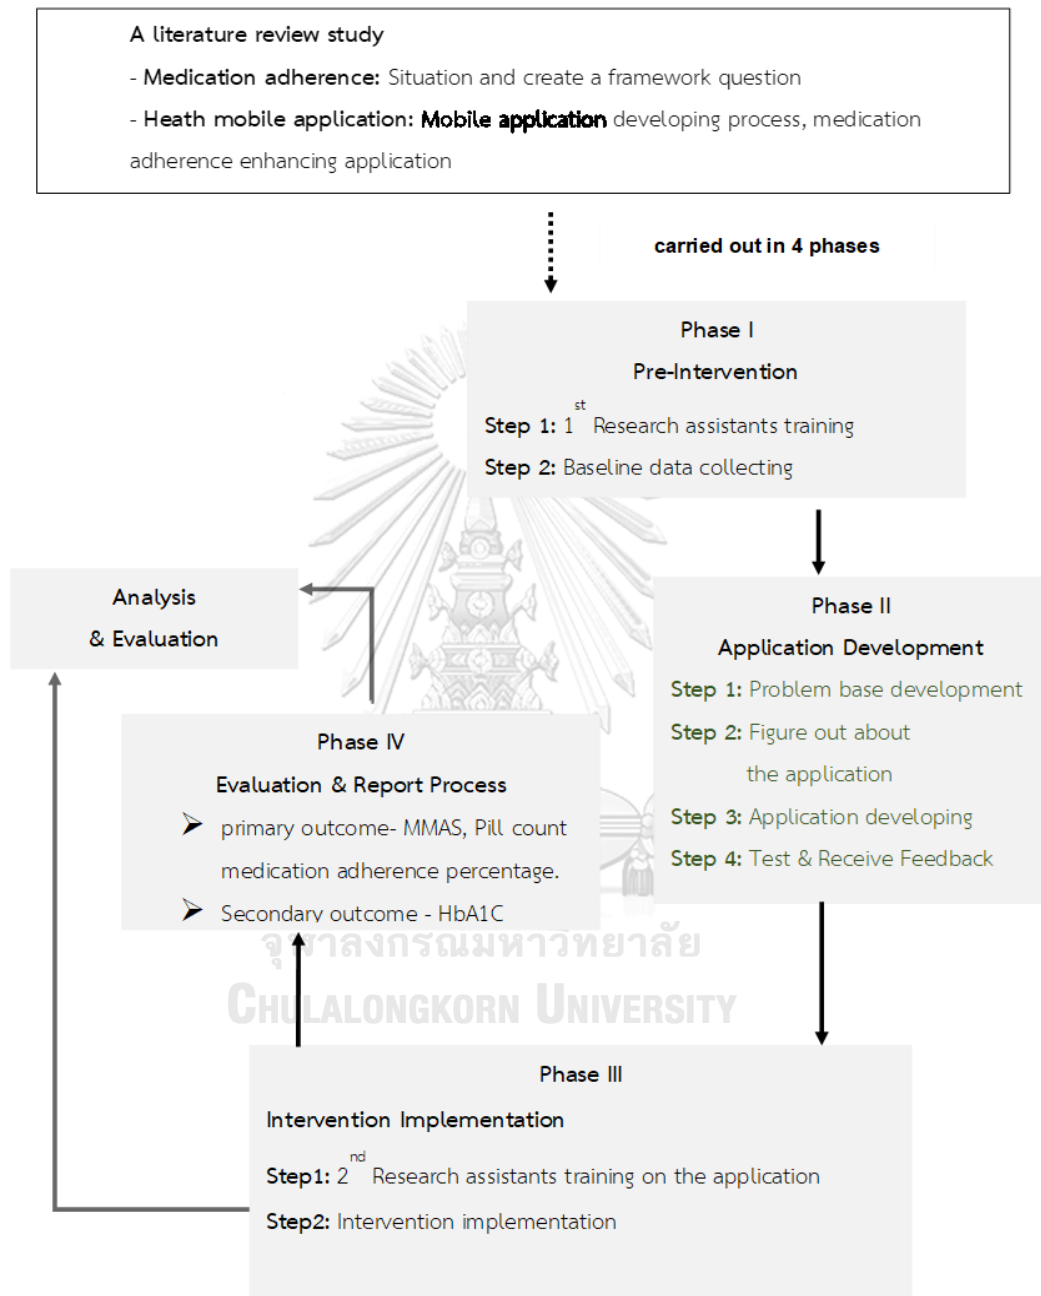 A literature review study
- Medication adherence: Situation and create a framework question
- Heath mobile application: Mobile application developing process, medication
adherence enhancing application
carried out in 4 phases
Phase I
Pre-Intervention
Step 1: 1st Research assistants training
Step 2: Baseline data collecting
Phase II
Application Development
Step 1: Problem base development
Step 2: Figure out about
the application
Step 3: Application developing
Step 4: Test & Receive Feedback
Analysis
& Evaluation
Phase IV
Evaluation & Report Process
➢ primary outcome- MMAS, Pill count
medication adherence percentage.
➢ Secondary outcome - HbA1C
จุฬาลงกรณ์มหาวิทยาลัย
CHULALONGKORN UNIVERSITY
Phase III
Intervention Implementation
Step1: 2nd Research assistants training on the application
Step2: Intervention implementation